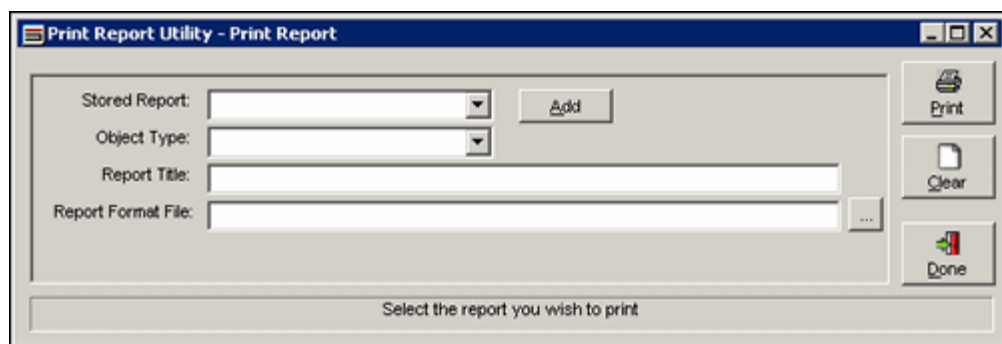 Print Report Utility - Print Report
Stored Report:
Add
Object Type:
Report Title:
Report Format File:
...
Print
Clear
Done
Select the report you wish to print